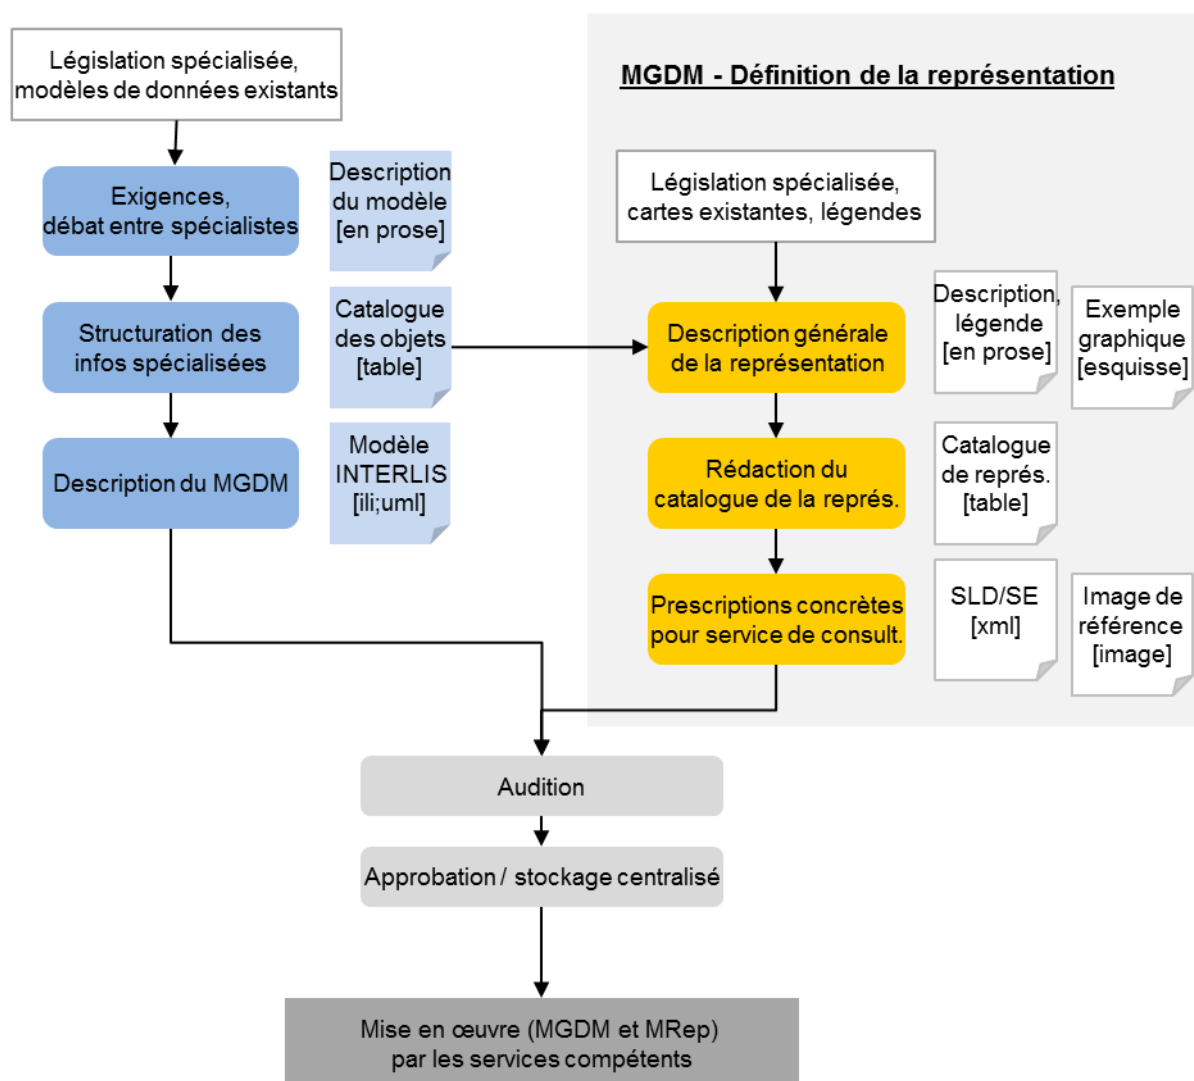 Législation spécialisée,
modèles de données existants
Exigences,
débat entre spécialistes
Description
du modèle
[en prose]
Structuration des
infos spécialisées
Catalogue
des objets
[table]
Description du MGDM
Modèle
INTERLIS
[ili;uml]
MGDM - Définition de la représentation
Législation spécialisée,
cartes existantes, légendes
Description générale
de la représentation
Description,
légende
[en prose]
Exemple
graphique
[esquisse]
Rédaction du
catalogue de la représ.
Catalogue
de représ.
[table]
Prescriptions concrètes
pour service de consult.
SLD/SE
[xml]
Image de
référence
[image]
Audition
Approbation / stockage centralisé
Mise en œuvre (MGDM et MRep)
par les services compétents